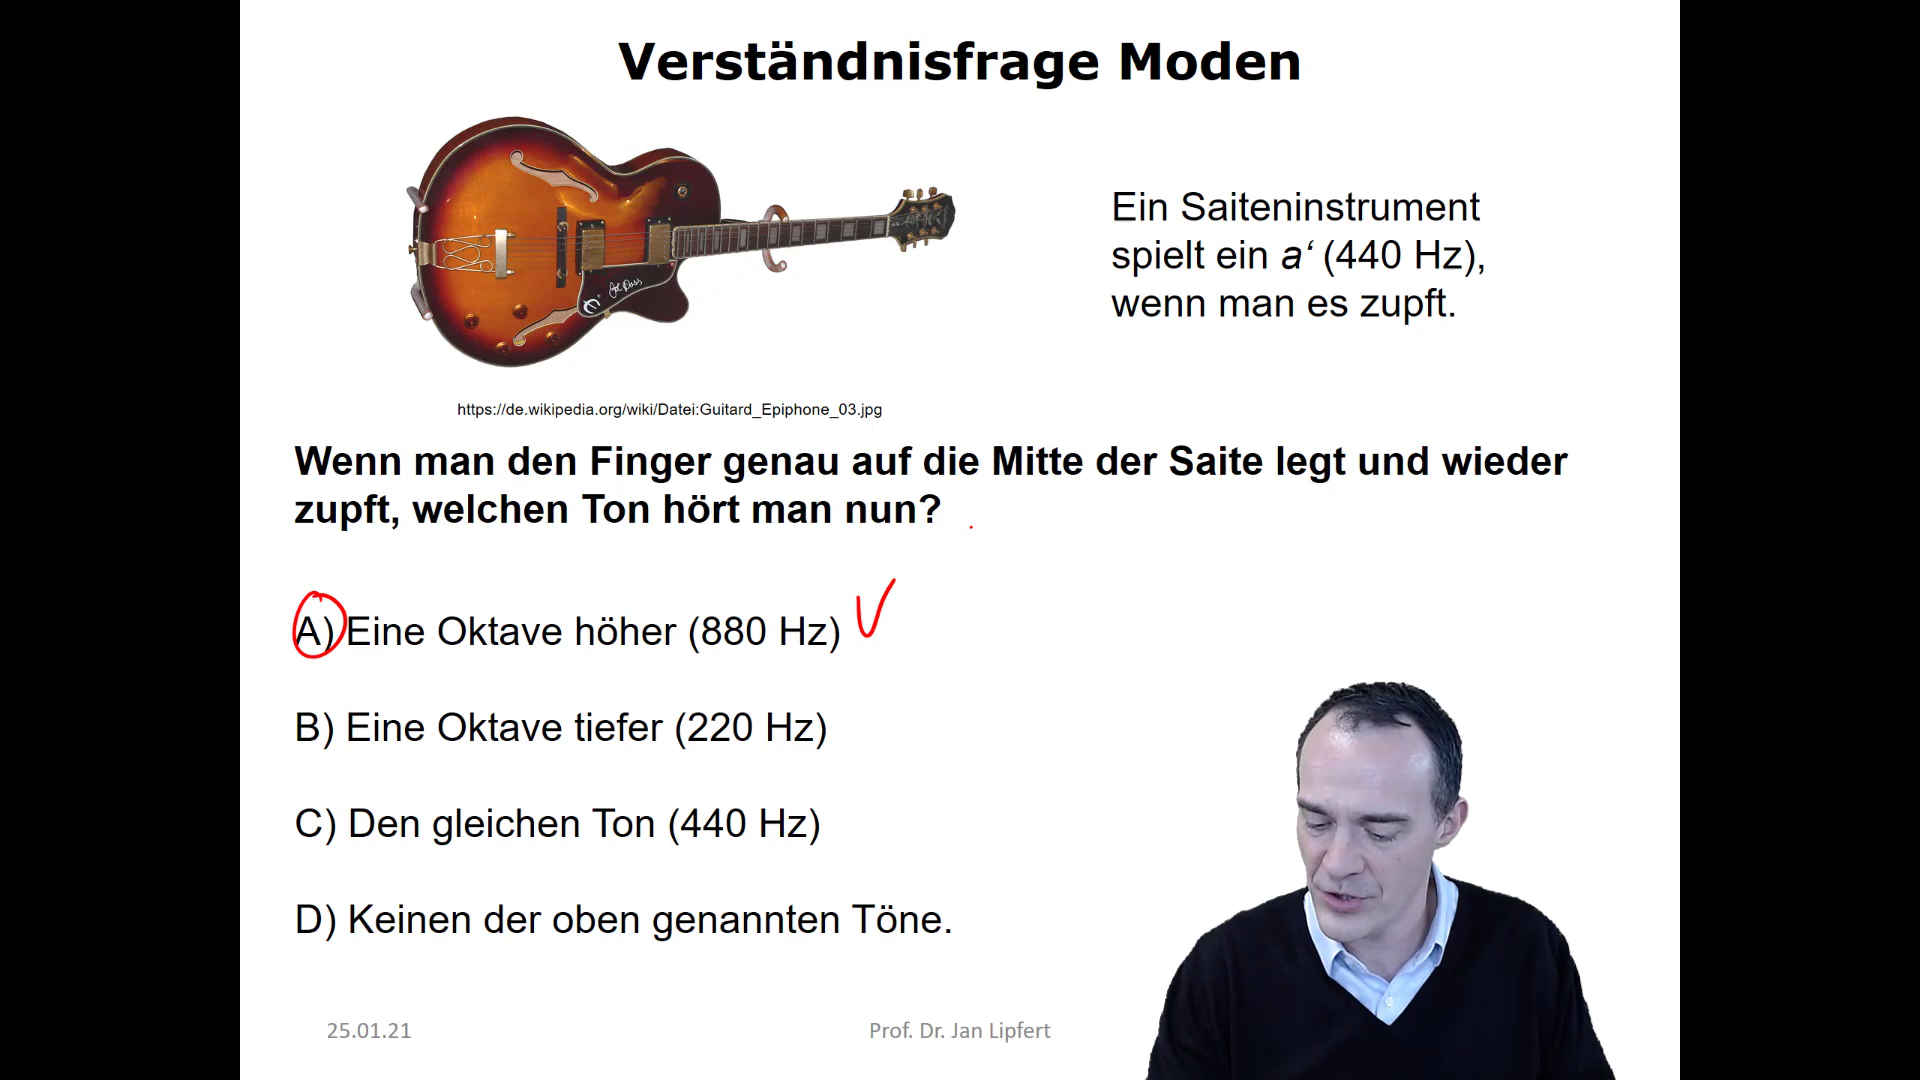 Verständnisfrage Moden
Ein Saiteninstrument
spielt ein a‘ (440 Hz),
wenn man es zupft.
https://de.wikipedia.org/wiki/Datei:Guitard_Epiphone_03.jpg
Wenn man den Finger genau auf die Mitte der Saite legt und wieder
zupft, welchen Ton hört man nun?
A) Eine Oktave höher (880 Hz)
B) Eine Oktave tiefer (220 Hz)
C) Den gleichen Ton (440 Hz)
D) Keinen der oben genannten Töne.
25.01.21
Prof. Dr. Jan Lipfert